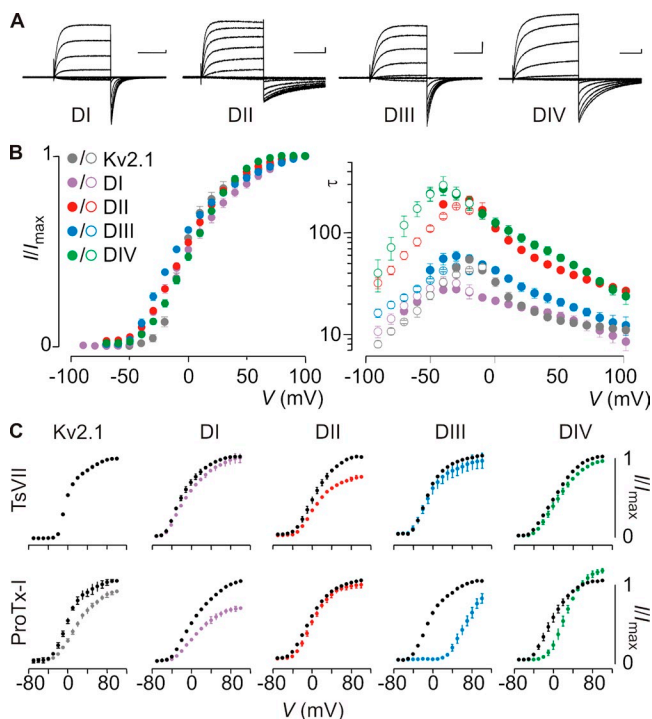 A
DI
DII
DIII
DIV
B
1
0
I/Imax
●/○ Kv2.1
●/○ DI
●/○ DII
●/○ DIII
●/○ DIV
-100 -50 0 50 100
V (mV)
τ
100
10
-100 -50 0 50 100
V (mV)
C
Kv2.1 DI DII DIII DIV
TsVII
1
0
I/Imax
ProTx-I
1
0
I/Imax
-80 0 80 -80 0 80 -80 0 80 -80 0 80 -80 0 80
V (mV)